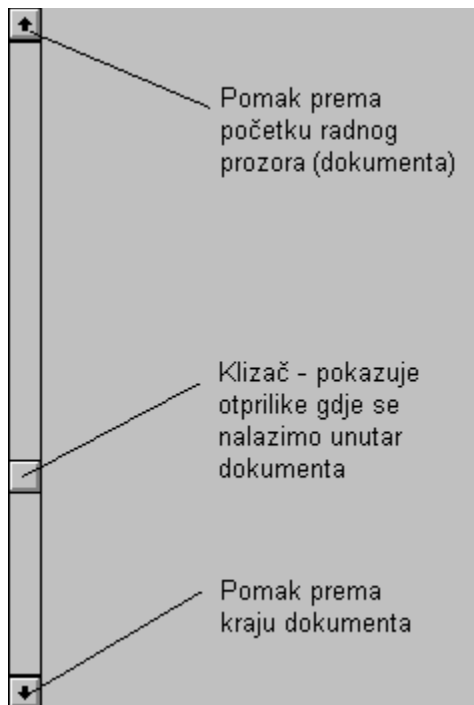 Pomak prema
početku radnog
prozora (dokumenta)
Klizač - pokazuje
otprilike gdje se
nalazimo unutar
dokumenta
Pomak prema
kraju dokumenta